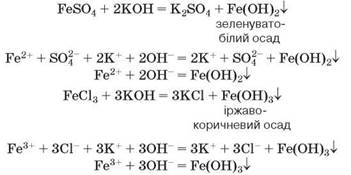 FeSO₄ + 2KOH = K₂SO₄ + Fe(OH)₂↓
зеленувато-
білий осад
Fe²⁺ + SO₄²⁻ + 2K⁺ + 2OH⁻ = 2K⁺ + SO₄²⁻ + Fe(OH)₂↓
Fe²⁺ + 2OH⁻ = Fe(OH)₂↓
FeCl₃ + 3KOH = 3KCl + Fe(OH)₃↓
іржаво-
коричневий осад
Fe³⁺ + 3Cl⁻ + 3K⁺ + 3OH⁻ = 3K⁺ + 3Cl⁻ + Fe(OH)₃↓
Fe³⁺ + 3OH⁻ = Fe(OH)₃↓